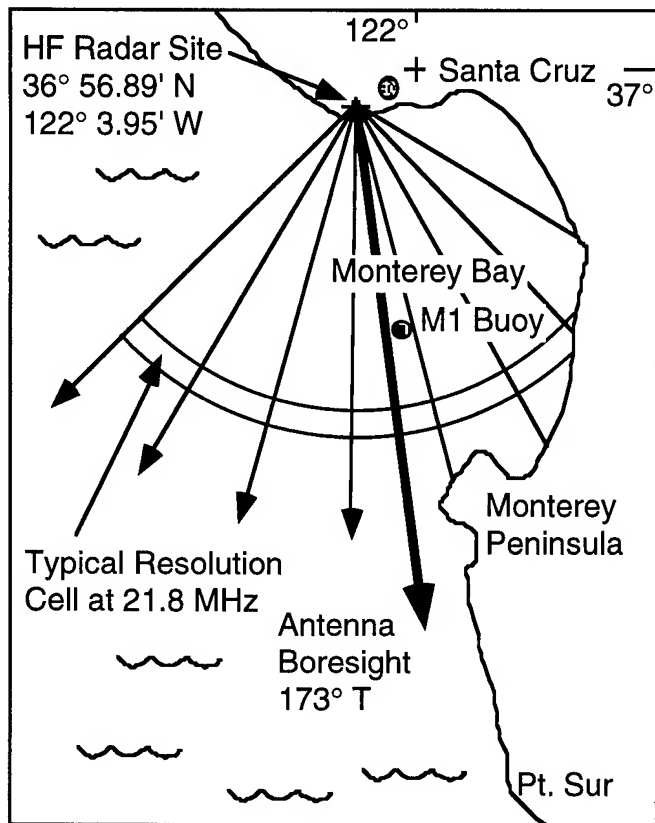 122°
HF Radar Site
36° 56.89' N
122° 3.95' W
Santa Cruz
37°
Monterey Bay
M1 Buoy
Typical Resolution
Cell at 21.8 MHz
Monterey
Peninsula
Antenna
Boresight
173° T
Pt. Sur